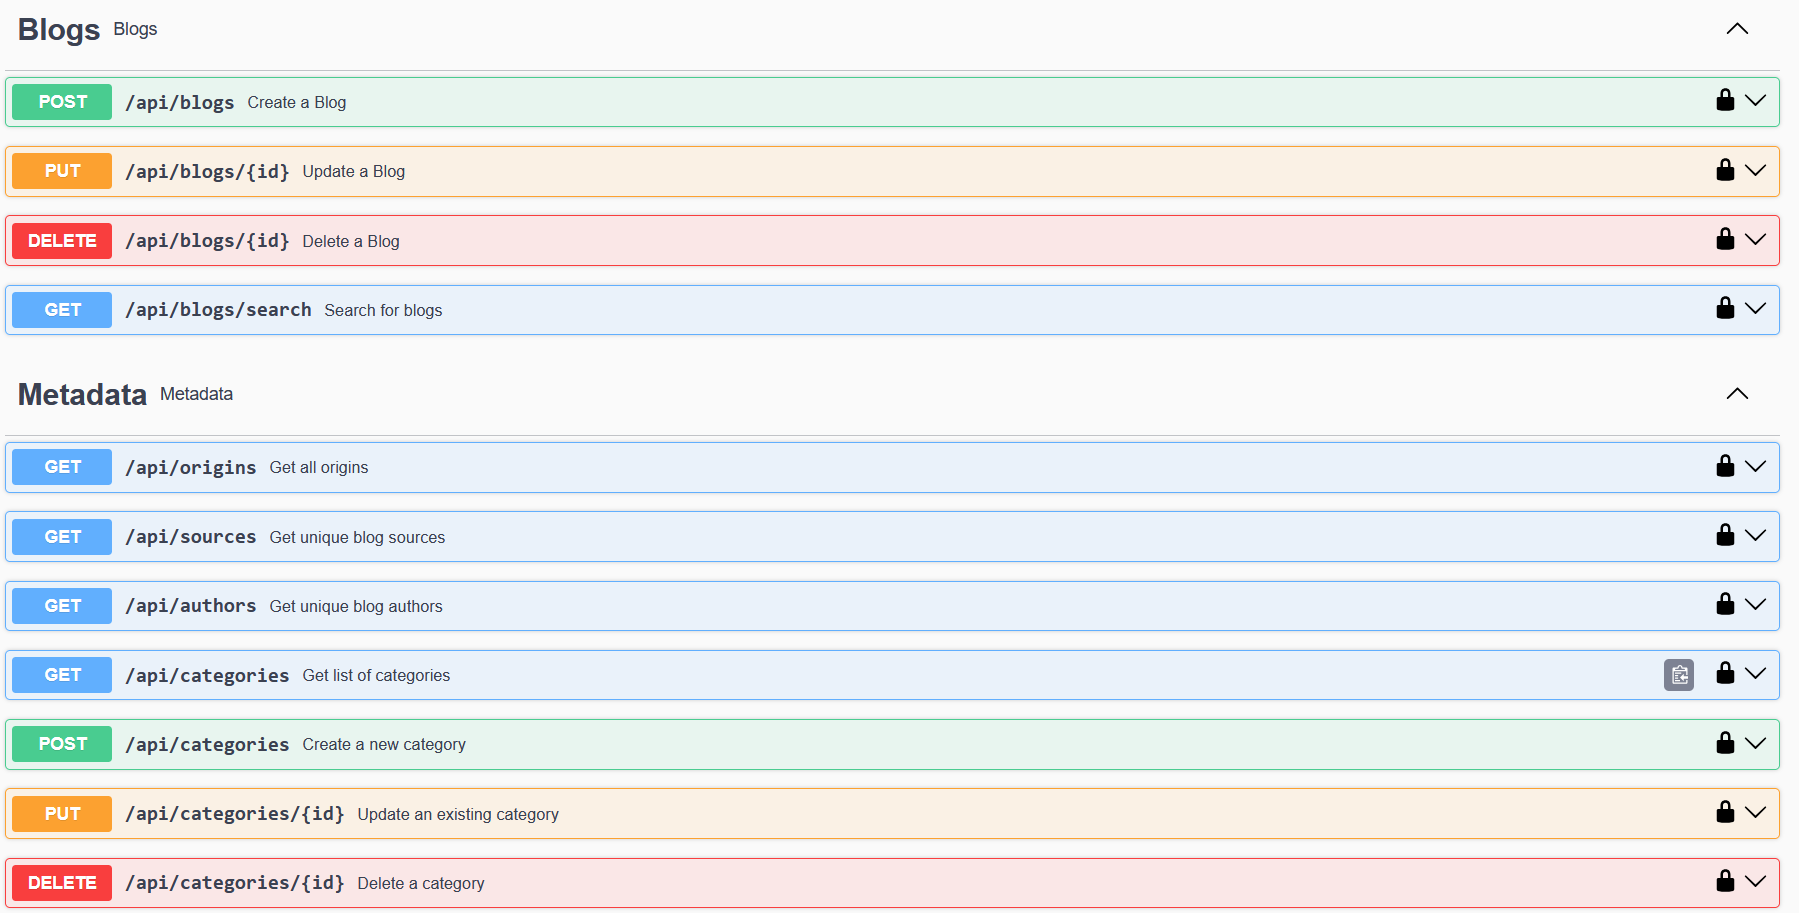 Blogs Blogs
POST /api/blogs Create a Blog
PUT /api/blogs/{id} Update a Blog
DELETE /api/blogs/{id} Delete a Blog
GET /api/blogs/search Search for blogs
Metadata Metadata
GET /api/origins Get all origins
GET /api/sources Get unique blog sources
GET /api/authors Get unique blog authors
GET /api/categories Get list of categories
POST /api/categories Create a new category
PUT /api/categories/{id} Update an existing category
DELETE /api/categories/{id} Delete a category